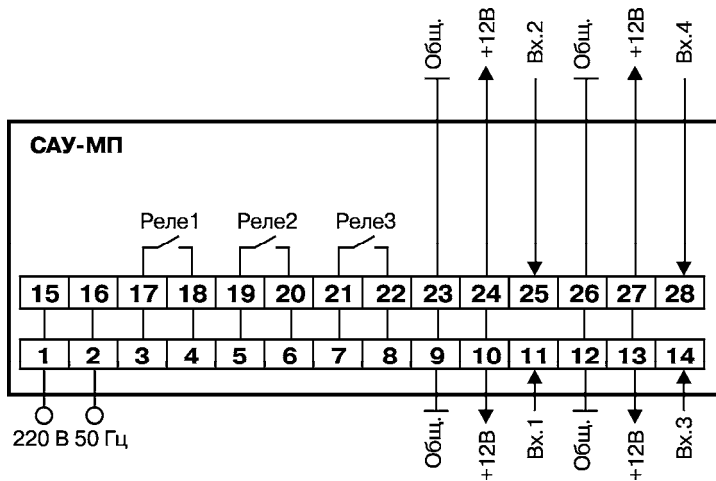 Общ. +12В Вх.2 Общ. +12В Вх.4
САУ-МП
Реле1 Реле2 Реле3
15 16 17 18 19 20 21 22 23 24 25 26 27 28
1 2 3 4 5 6 7 8 9 10 11 12 13 14
220 В 50 Гц
Общ. +12В Вх.1 Общ. +12В Вх.3